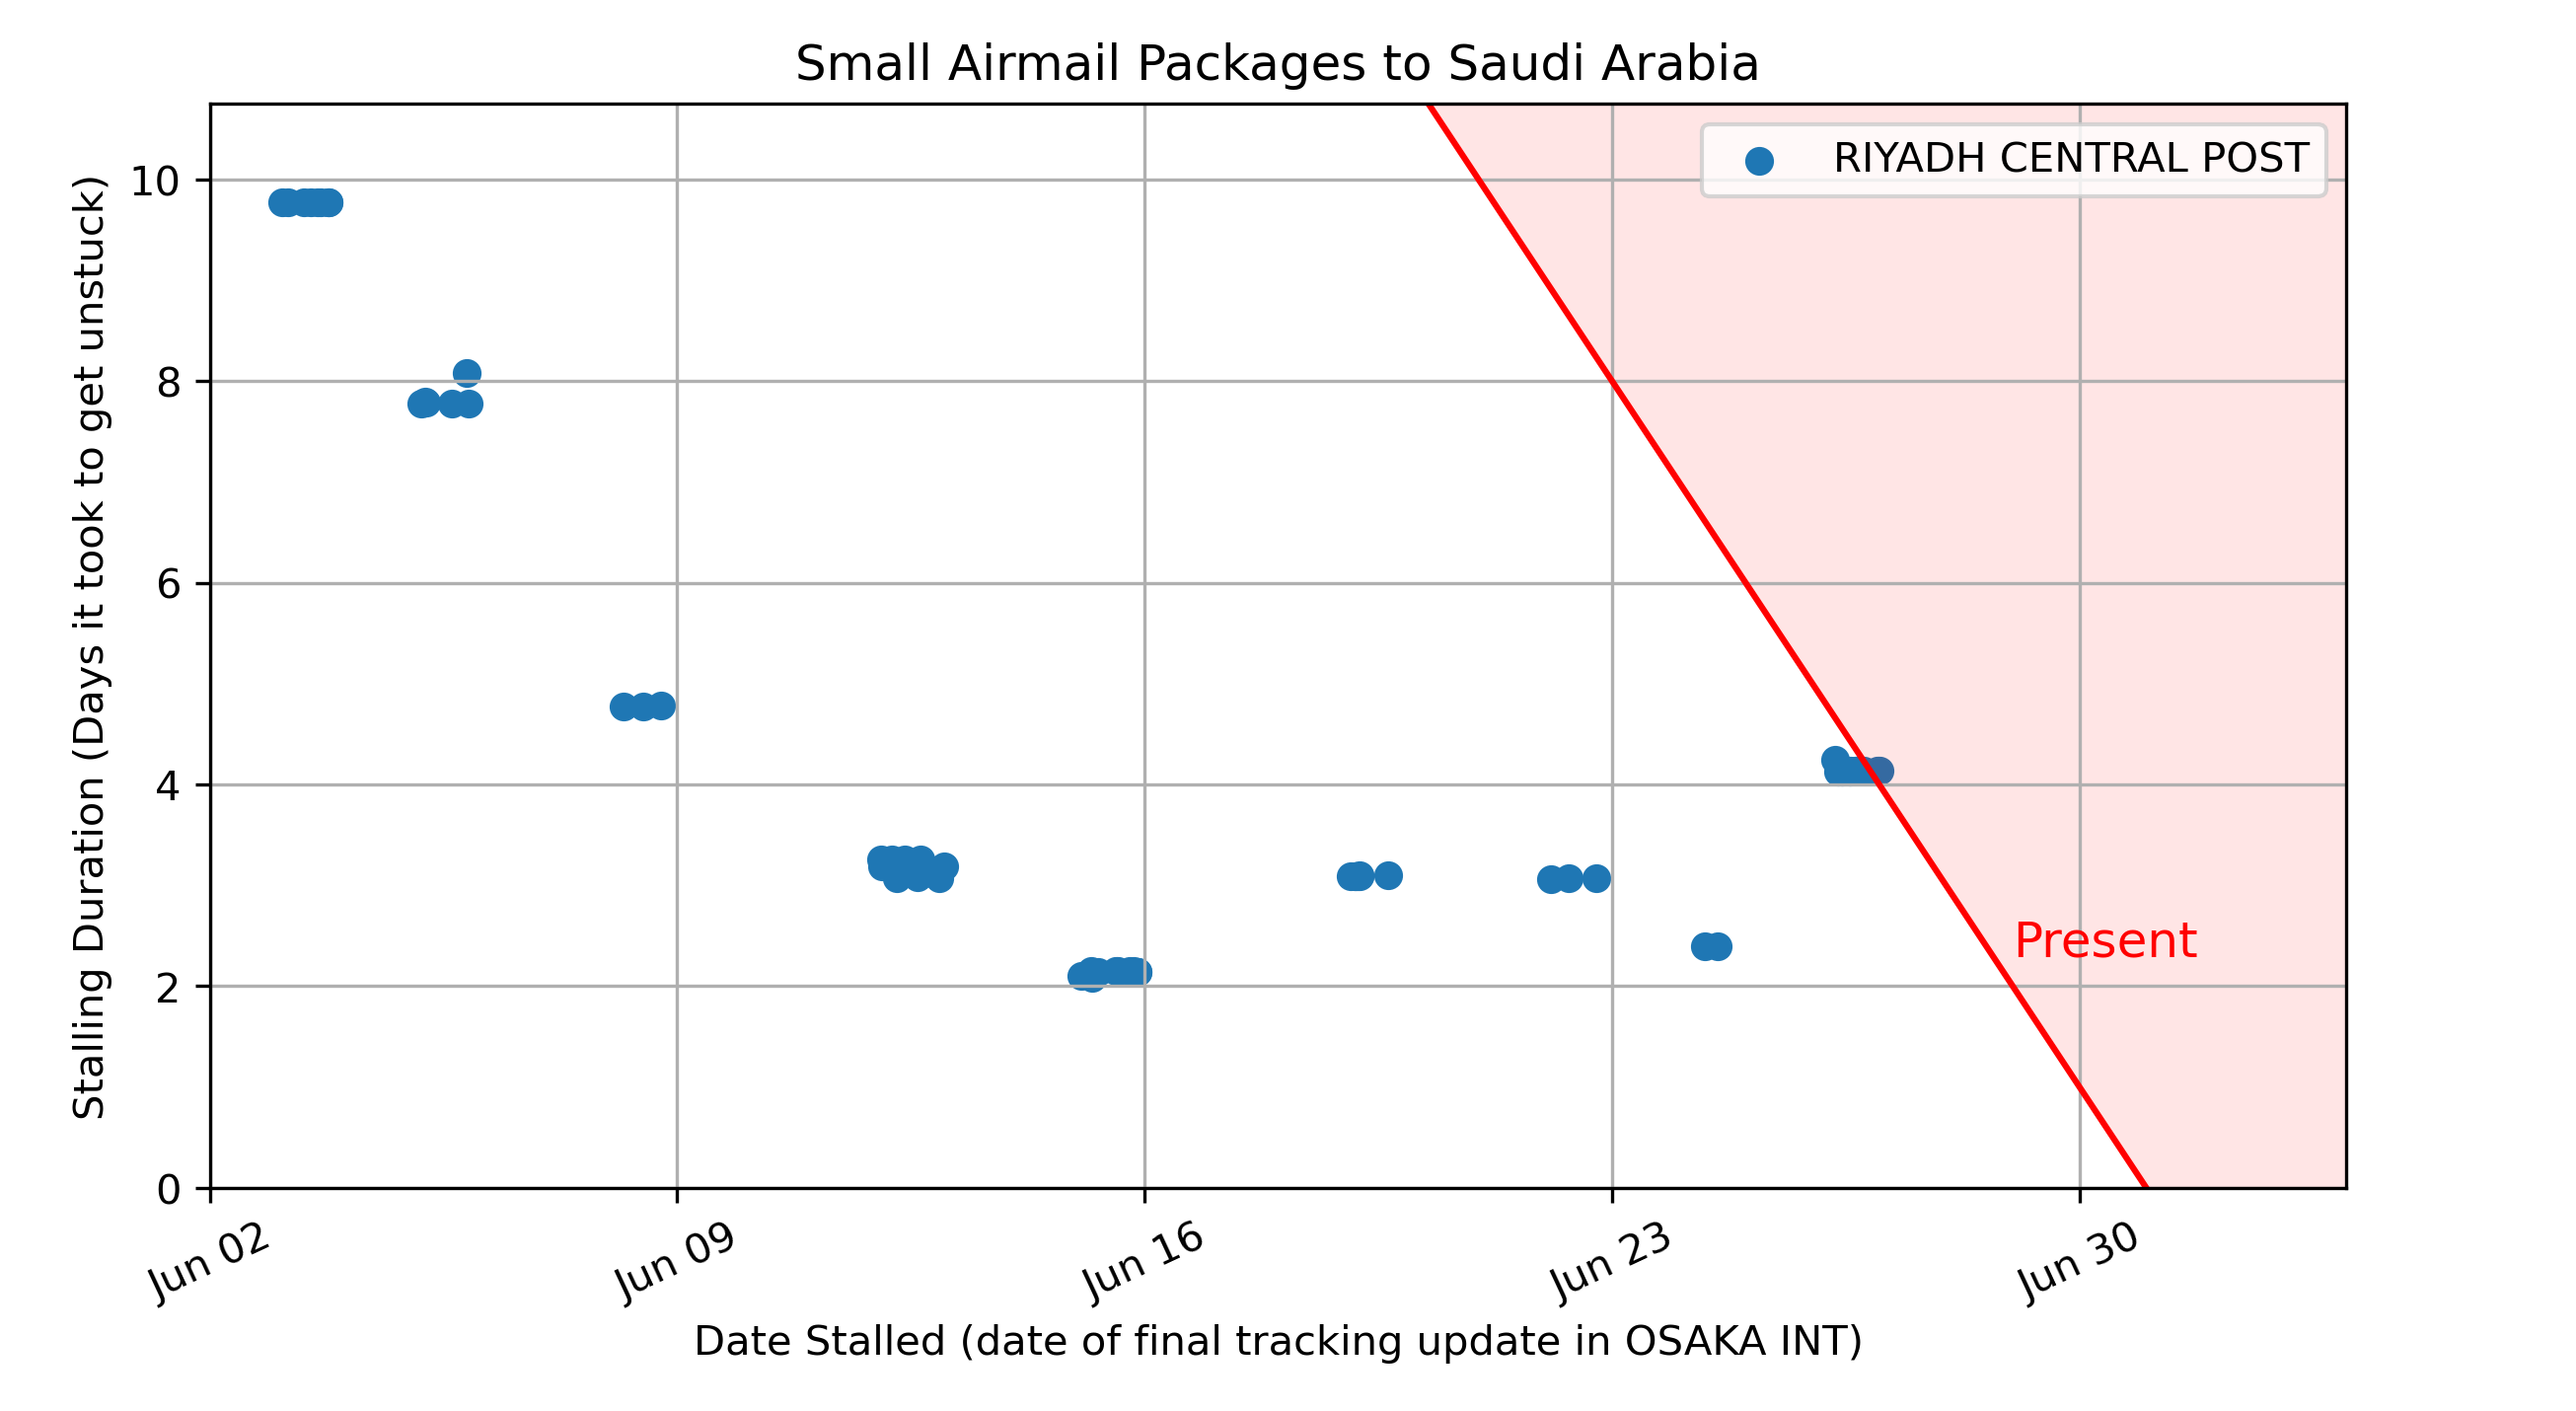 Small Airmail Packages to Saudi Arabia
RIYADH CENTRAL POST
Stalling Duration (Days it took to get unstuck)
10
8
6
4
2
0
Present
Jun 02
Jun 09
Jun 16
Jun 23
Jun 30
Date Stalled (date of final tracking update in OSAKA INT)